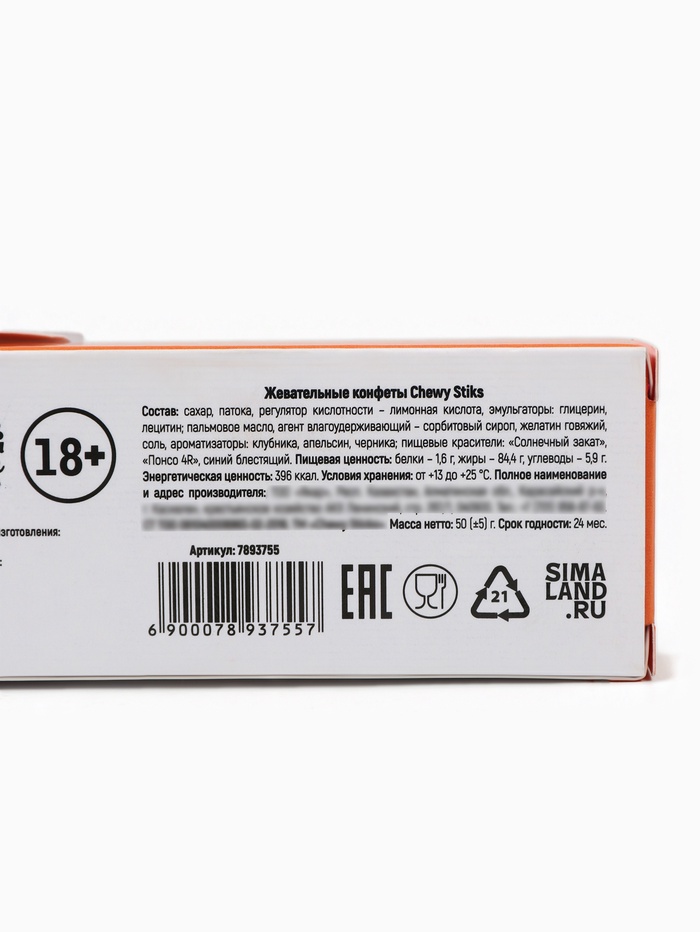 Жевательные конфеты Chewy Stiks
Состав: сахар, патока, регулятор кислотности – лимонная кислота, эмульгаторы: глицерин,
лецитин; пальмовое масло, агент влагоудерживающий – сорбитовый сироп, желатин говяжий,
соль, ароматизаторы: клубника, апельсин, черника; пищевые красители: «Солнечный закат»,
«Понсо 4R», синий блестящий. Пищевая ценность: белки – 1,6 г, жиры – 84,4 г, углеводы – 5,9 г.
Энергетическая ценность: 396 ккал. Условия хранения: от +13 до +25 °С. Полное наименование
и адрес производителя:
Масса нетто: 50 (±5) г. Срок годности: 24 мес.
18+
зготовления:
Артикул: 7893755
6 900078 937557
EAC
21
SIMA
LAND
.RU